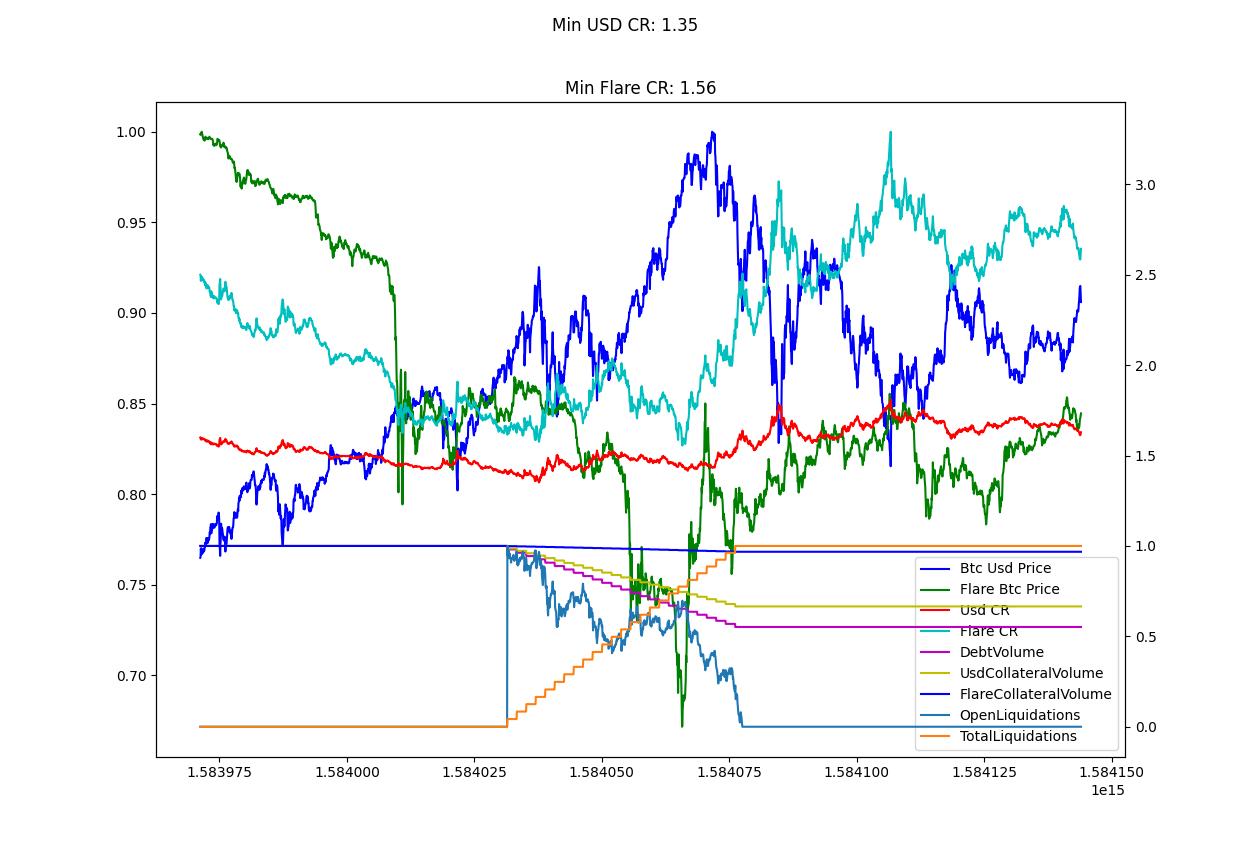 Min USD CR: 1.35
Min Flare CR: 1.56
1.00
0.95
0.90
0.85
0.80
0.75
0.70
3.0
2.5
2.0
1.5
1.0
0.5
0.0
Btc Usd Price
Flare Btc Price
Usd CR
Flare CR
DebtVolume
UsdCollateralVolume
FlareCollateralVolume
OpenLiquidations
TotalLiquidations
1.583975 1.584000 1.584025 1.584050 1.584075 1.584100 1.584125 1.584150
1e15